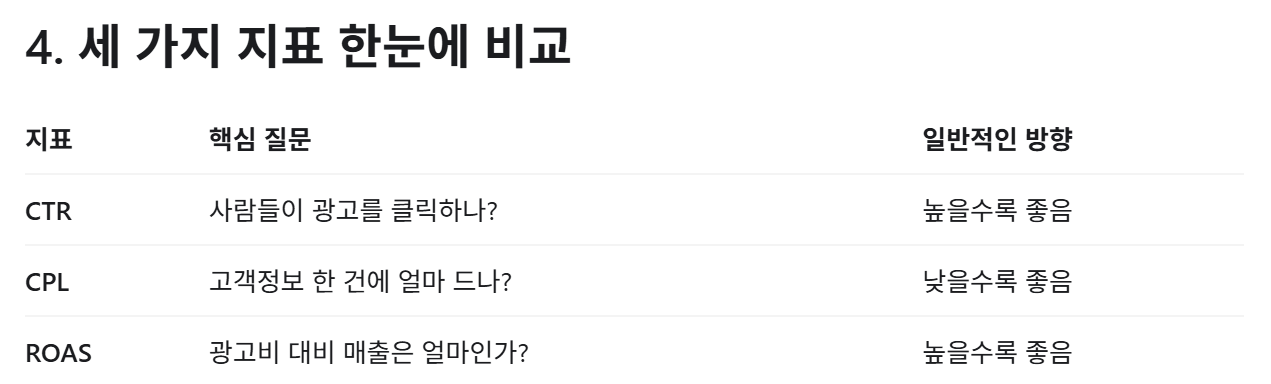 4. 세 가지 지표 한눈에 비교
지표 핵심 질문 일반적인 방향
CTR 사람들이 광고를 클릭하나? 높을수록 좋음
CPL 고객정보 한 건에 얼마 드나? 낮을수록 좋음
ROAS 광고비 대비 매출은 얼마인가? 높을수록 좋음